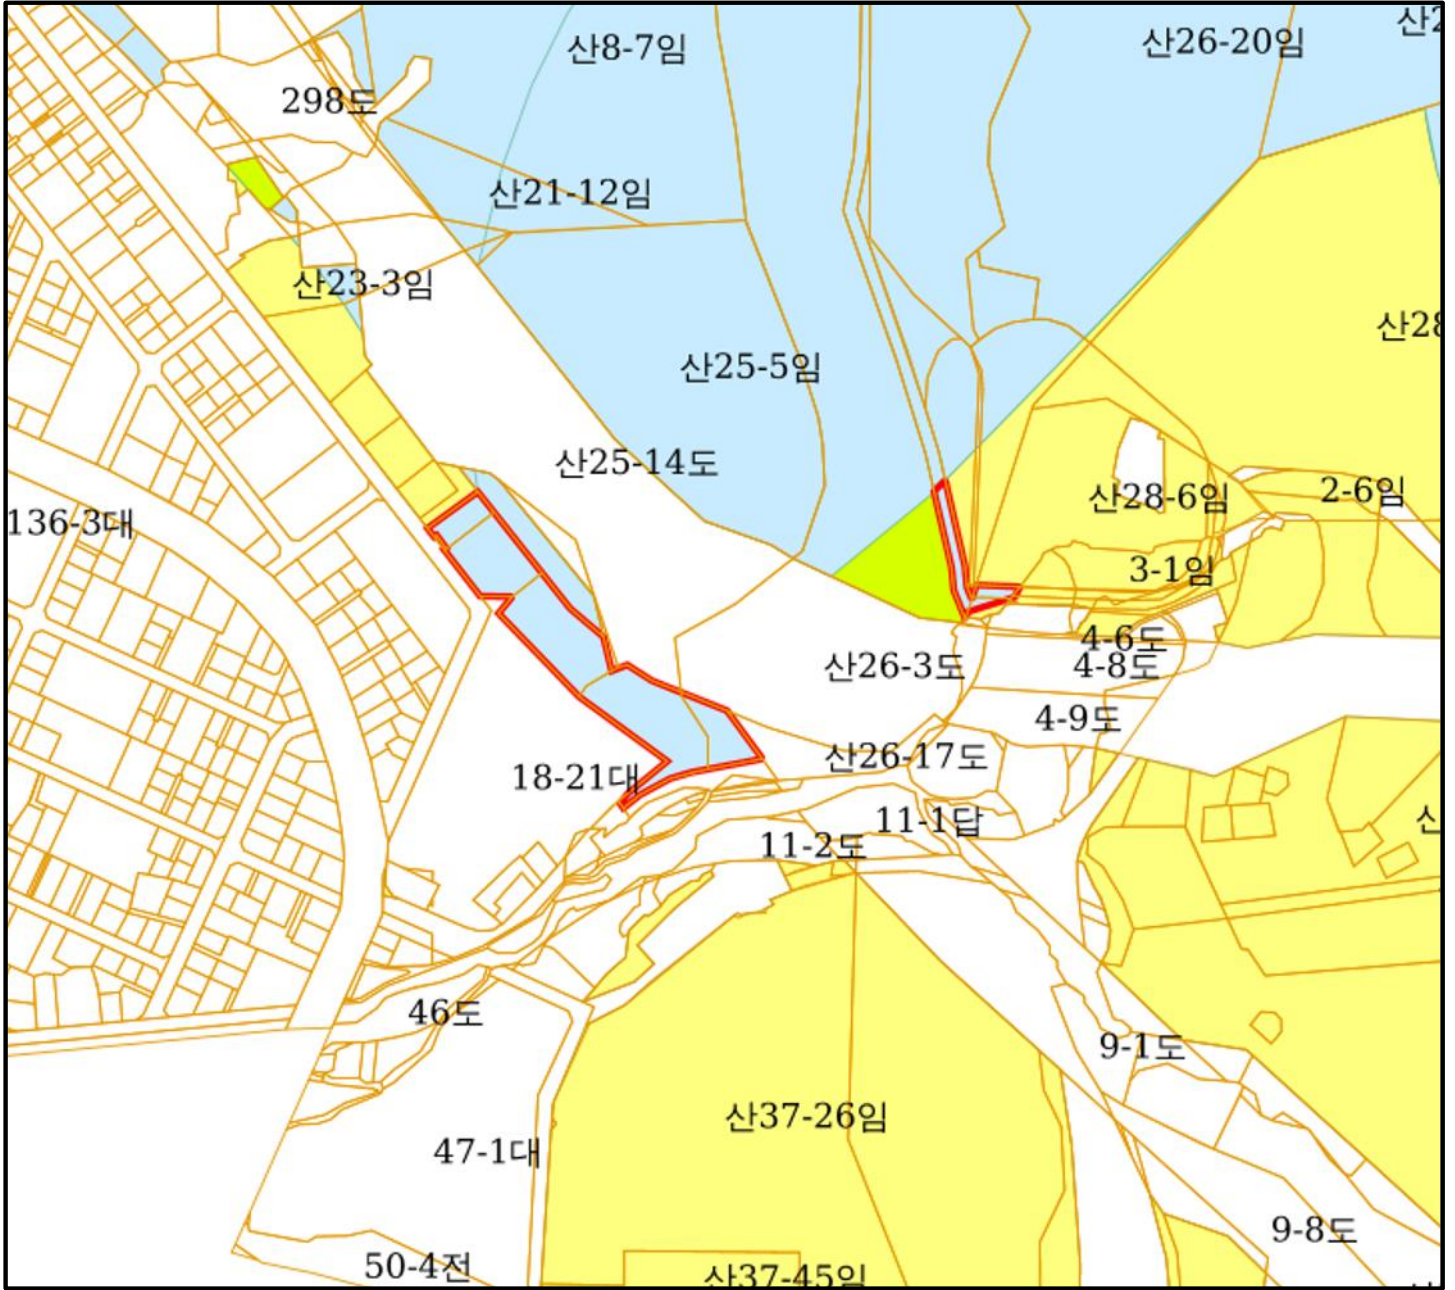 산8-7임
산26-20임
298도
산21-12임
산23-3임
산25-5임
산25-14도
산28-6임
2-6임
136-3대
3-1임
4-6도
산26-3도
4-8도
4-9도
산26-17도
18-21대
11-1답
11-2도
46도
9-1도
산37-26임
47-1대
9-8도
50-4전
산37-45임